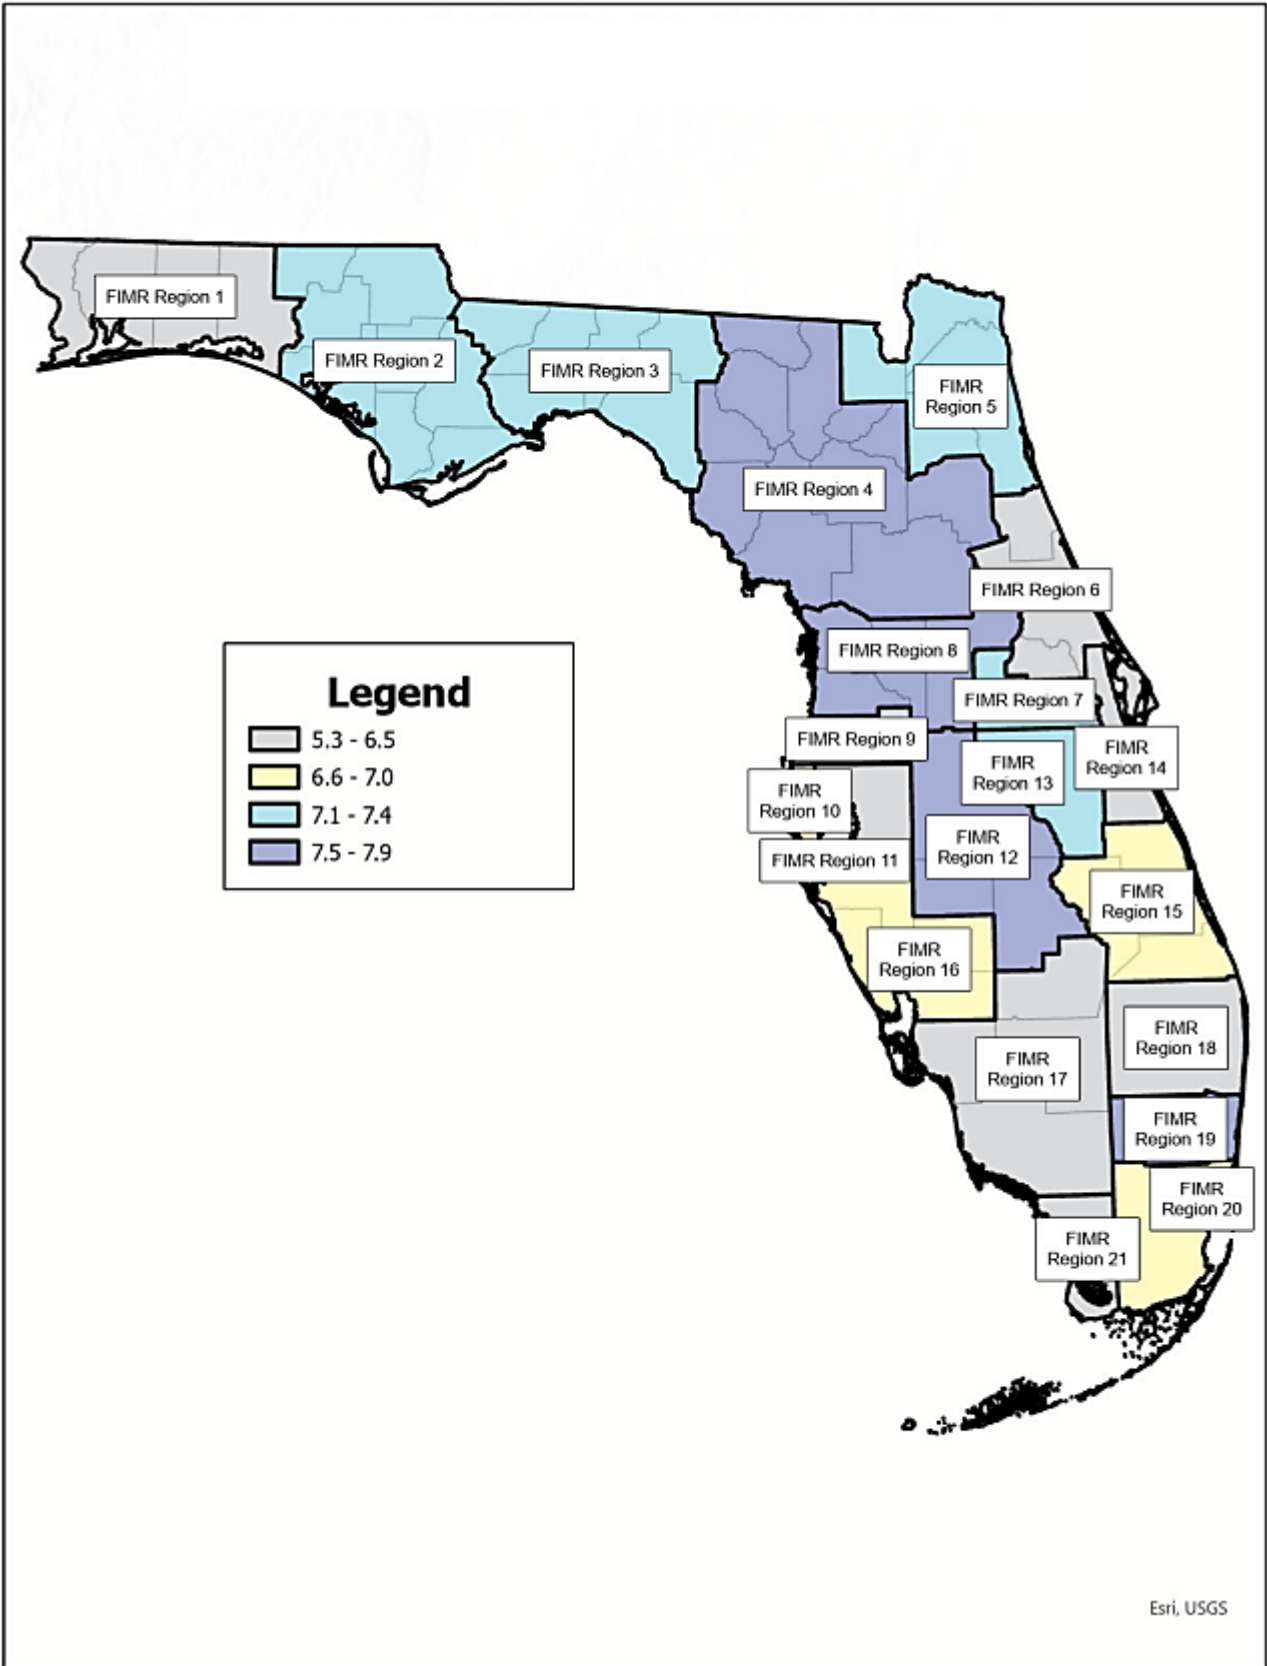 FIMR Region 1
FIMR Region 2
FIMR Region 3
FIMR
Region 5
FIMR Region 4
FIMR Region 6
FIMR Region 8
FIMR Region 7
FIMR Region 9
FIMR
Region 14
FIMR
Region 13
FIMR
Region 10
FIMR
Region 12
FIMR Region 11
FIMR
Region 15
FIMR
Region 16
FIMR
Region 18
FIMR
Region 17
FIMR
Region 19
FIMR
Region 20
FIMR
Region 21
Legend
5.3 - 6.5
6.6 - 7.0
7.1 - 7.4
7.5 - 7.9
Esri, USGS